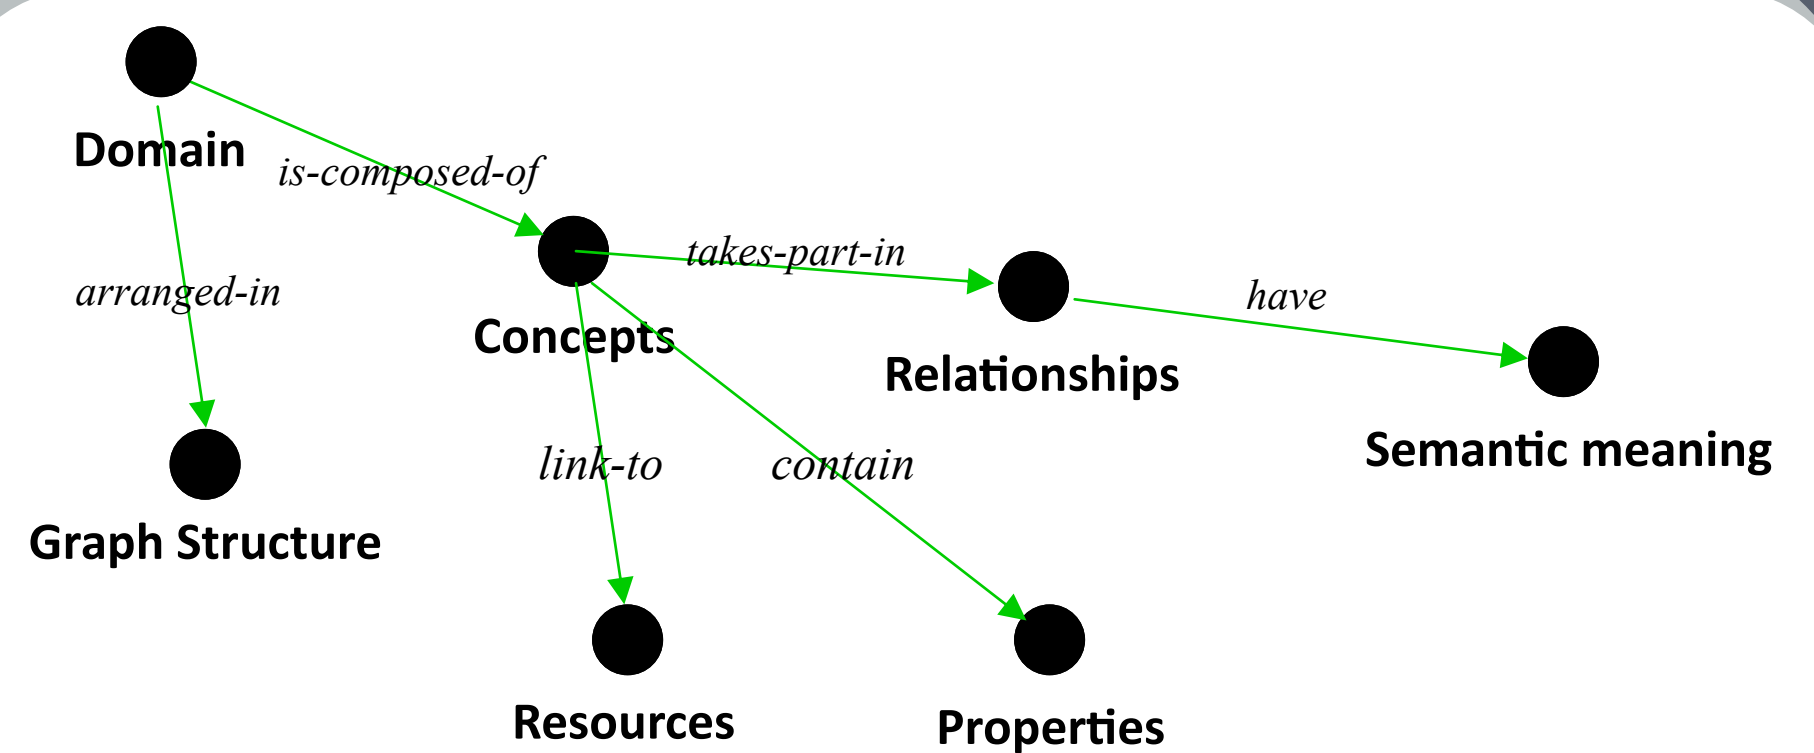 Domain
is-composed-of
takes-part-in
arranged-in
have
Concepts
Relationships
Semantic meaning
link-to
contain
Graph Structure
Resources
Properties